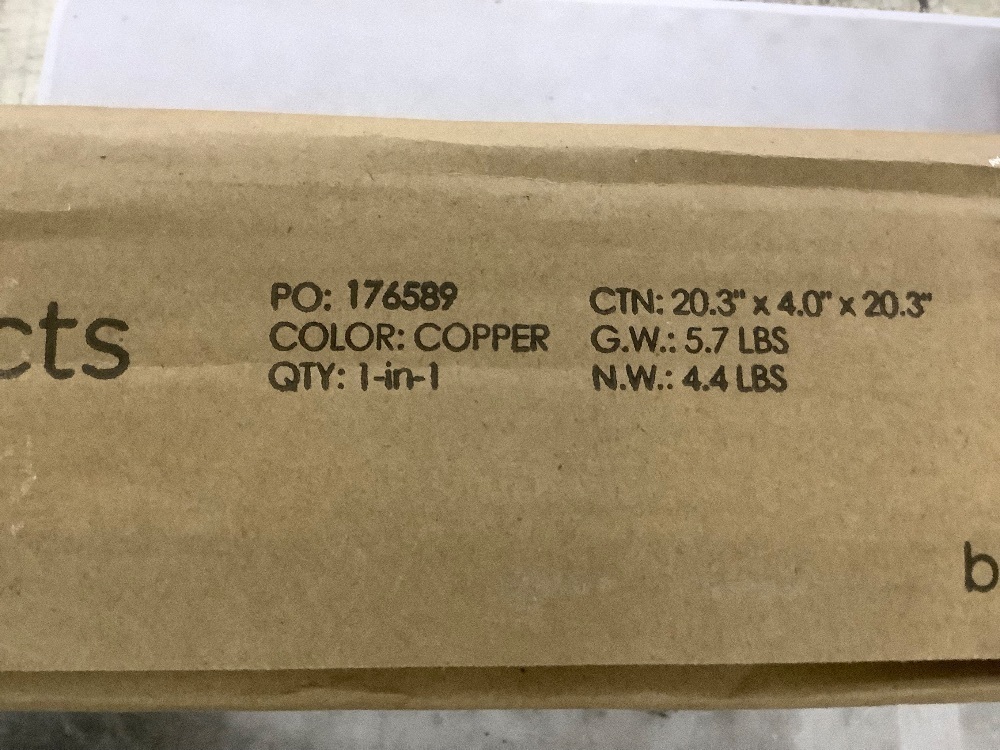 PO: 176589
COLOR: COPPER
QTY: 1-in-1
CTN: 20.3" x 4.0" x 20.3"
G.W.: 5.7 LBS
N.W.: 4.4 LBS